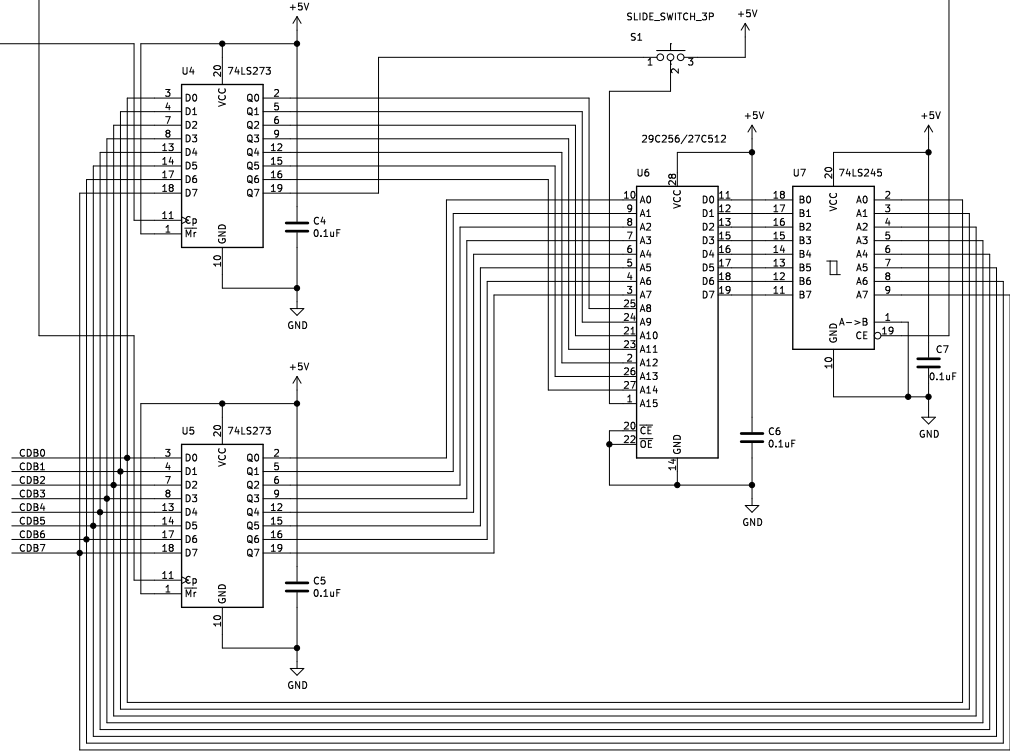 +5V
SLIDE_SWITCH_3P
+5V
S1
1
2
3
U4
74LS273
20
VCC
3 D0 Q0 2
4 D1 Q1 5
7 D2 Q2 6
8 D3 Q3 9
13 D4 Q4 12
14 D5 Q5 15
17 D6 Q6 16
18 D7 Q7 19
11 Cp
1 Mr
GND
10
C4
0.1uF
GND
29C256/27C512
+5V
U6
28
VCC
10 A0 D0 11
9 A1 D1 12
8 A2 D2 13
7 A3 D3 15
6 A4 D4 16
5 A5 D5 17
4 A6 D6 18
3 A7 D7 19
25 A8
24 A9
21 A10
23 A11
2 A12
26 A13
27 A14
1 A15
20 CE
22 OE
GND
14
C6
0.1uF
GND
+5V
U7
74LS245
20
VCC
18 B0 A0 2
17 B1 A1 3
16 B2 A2 4
15 B3 A3 5
14 B4 A4 6
13 B5 A5 7
12 B6 A6 8
11 B7 A7 9
A->B 1
CE 19
GND
10
C7
0.1uF
GND
+5V
U5
74LS273
20
VCC
CDB0 3 D0 Q0 2
CDB1 4 D1 Q1 5
CDB2 7 D2 Q2 6
CDB3 8 D3 Q3 9
CDB4 13 D4 Q4 12
CDB5 14 D5 Q5 15
CDB6 17 D6 Q6 16
CDB7 18 D7 Q7 19
11 Cp
1 Mr
GND
10
C5
0.1uF
GND